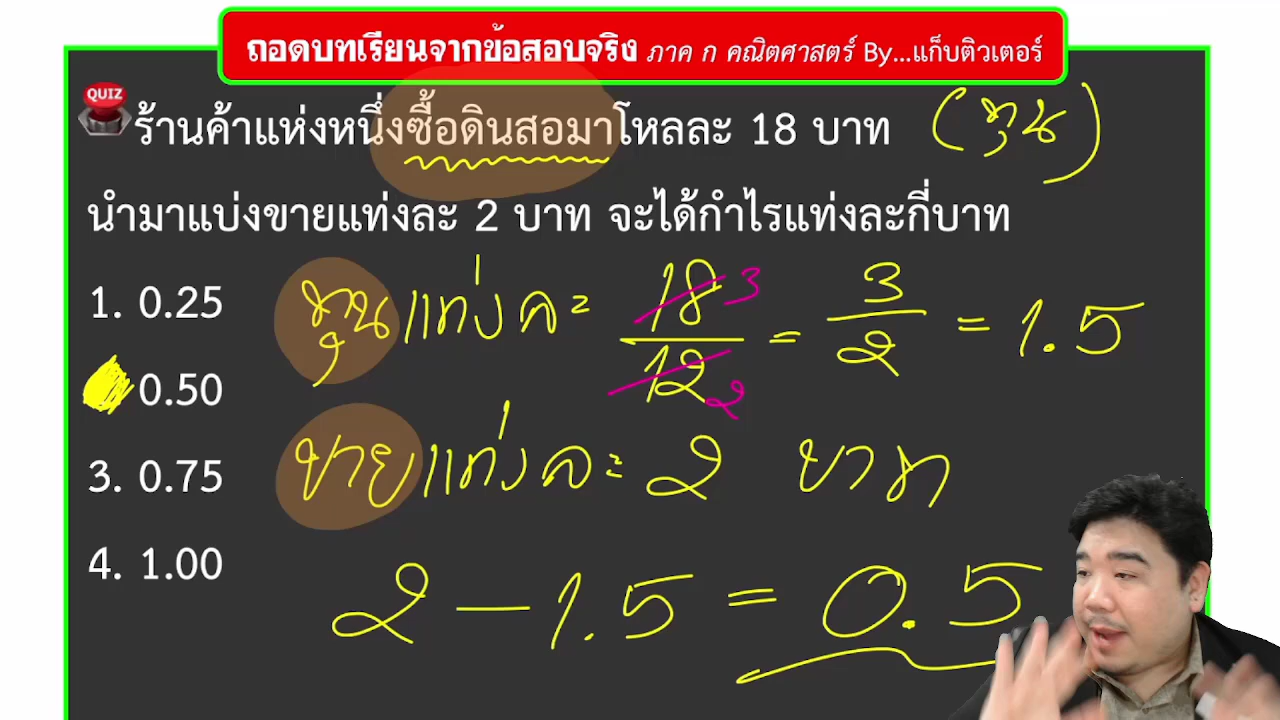 ถอดบทเรียนจากข้อสอบจริง ภาค ก คณิตศาสตร์ By...แก็บติวเตอร์
QUIZ
ร้านค้าแห่งหนึ่งซื้อดินสอมาโหลละ 18 บาท (ทุน)
นำมาแบ่งขายแท่งละ 2 บาท จะได้กำไรแท่งละกี่บาท
1. 0.25
ทุนแท่งละ = 18/12 = 3/2 = 1.5
3
2
0.50
3. 0.75
ขายแท่งละ = 2 บาท
4. 1.00
2 - 1.5 = 0.5